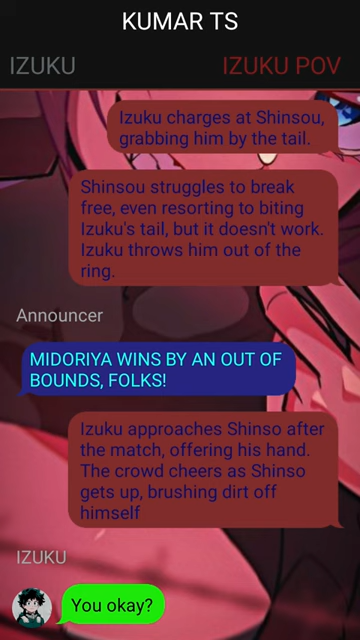 KUMAR TS
IZUKU
IZUKU POV
Izuku charges at Shinsou,
grabbing him by the tail.
Shinsou struggles to break
free, even resorting to biting
Izuku's tail, but it doesn't work.
Izuku throws him out of the
ring.
Announcer
MIDORIYA WINS BY AN OUT OF
BOUNDS, FOLKS!
Izuku approaches Shinso after
the match, offering his hand.
The crowd cheers as Shinso
gets up, brushing dirt off
himself
IZUKU
You okay?